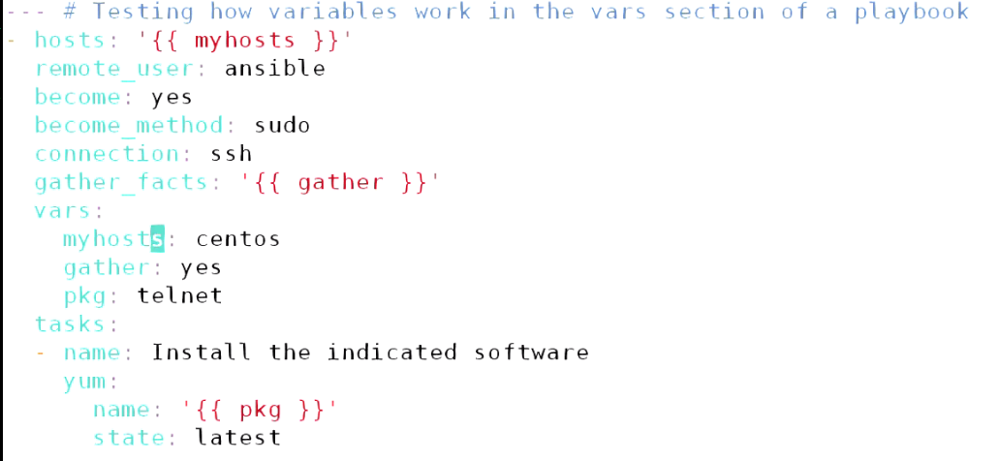 --- # Testing how variables work in the vars section of a playbook
- hosts: '{{ myhosts }}'
  remote_user: ansible
  become: yes
  become_method: sudo
  connection: ssh
  gather_facts: '{{ gather }}'
  vars:
    myhosts: centos
    gather: yes
    pkg: telnet
  tasks:
  - name: Install the indicated software
    yum:
      name: '{{ pkg }}'
      state: latest